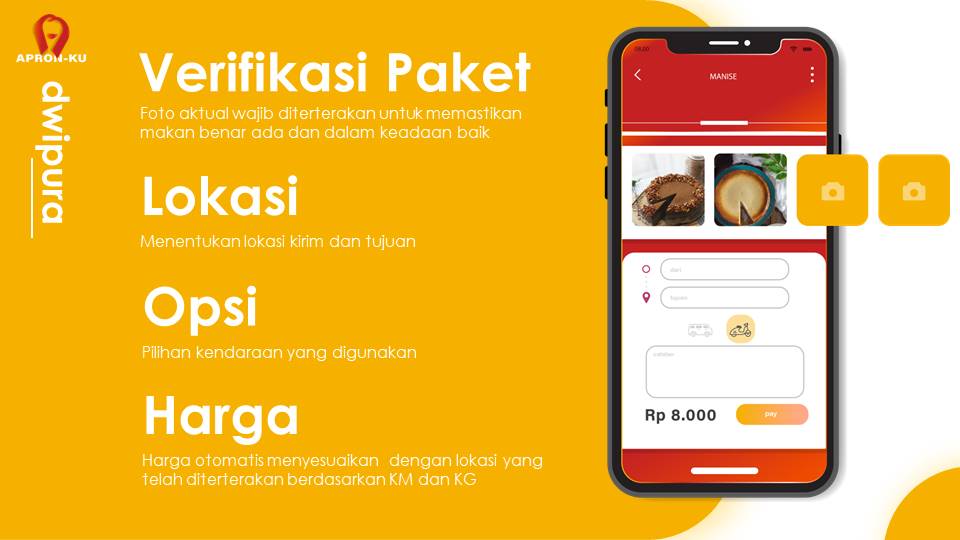 APRON-KU
dwipura
Verifikasi Paket
Foto aktual wajib diterterakan untuk memastikan
makan benar ada dan dalam keadaan baik
Lokasi
Menentukan lokasi kirim dan tujuan
Opsi
Pilihan kendaraan yang digunakan
Harga
Harga otomatis menyesuaikan dengan lokasi yang
telah diterterakan berdasarkan KM dan KG
08.00
MANISE
dari
tujuan
catatan
Rp 8.000
pay